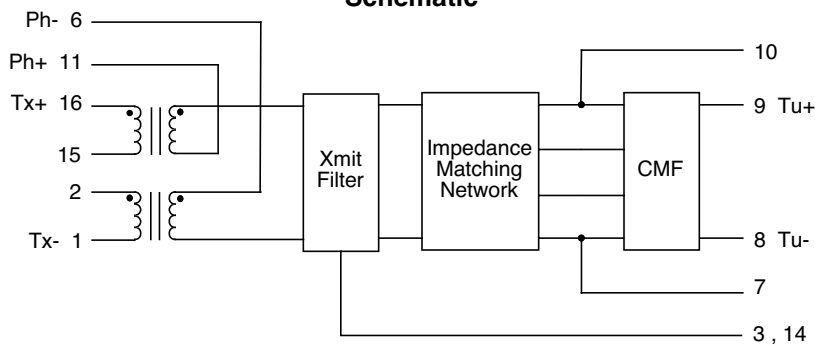 Schematic
Ph- 6
Ph+ 11
Tx+ 16
15
2
Tx- 1
Xmit
Filter
Impedance
Matching
Network
CMF
10
9 Tu+
8 Tu-
7
3 , 14